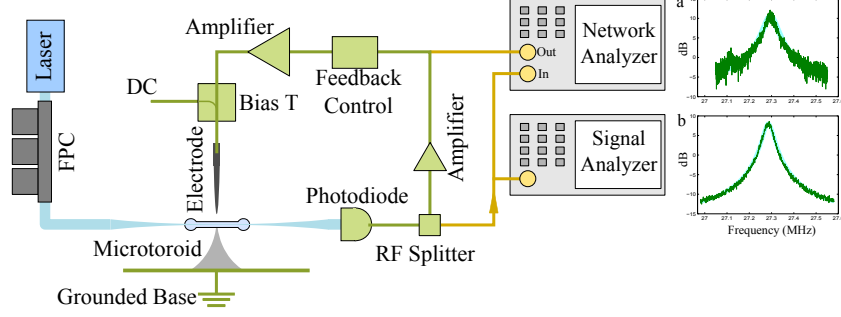 Laser
FPC
DC
Amplifier
Bias T
Electrode
Feedback
Control
Amplifier
Photodiode
RF Splitter
Microtoroid
Grounded Base
Out
In
Network
Analyzer
Signal
Analyzer
a
dB
10
5
0
−5
−10
27
27.1
27.2
27.3
27.4
27.5
b
dB
10
5
0
−5
−10
−15
27
27.1
27.2
27.3
27.4
27.5
Frequency (MHz)